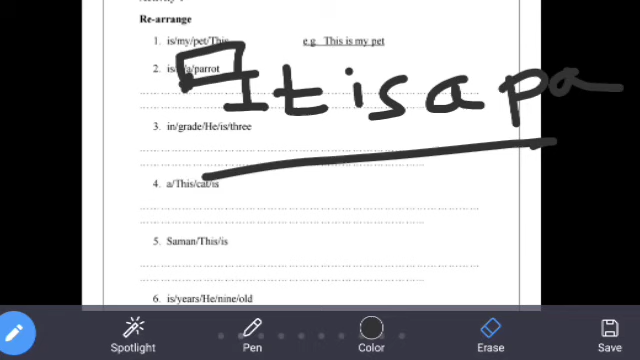 Re-arrange
1. is/my/pet/This e.g This is my pet
/a/parrot
It is a pa
3. in/grade/He/is/three
4. a/This/cat/is
5. Saman/This/is
6. is/years/He/nine/old
Spotlight Pen Color Erase Save